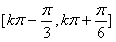 [kπ − π/3, kπ + π/6]